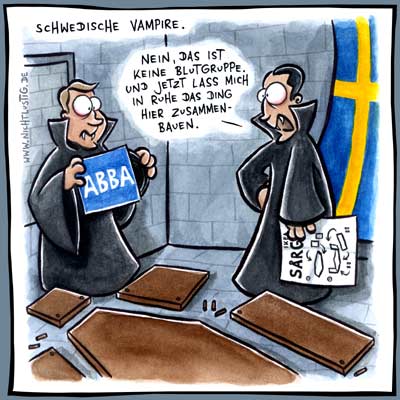 SCHWEDISCHE VAMPIRE.
NEIN, DAS IST
KEINE BLUTGRUPPE.
UND JETZT LASS MICH
IN RUHE DAS DING
HIER ZUSAMMEN-
BAUEN.
WWW.NICHTLUSTIG.DE
ABBA
IKEA
SARG